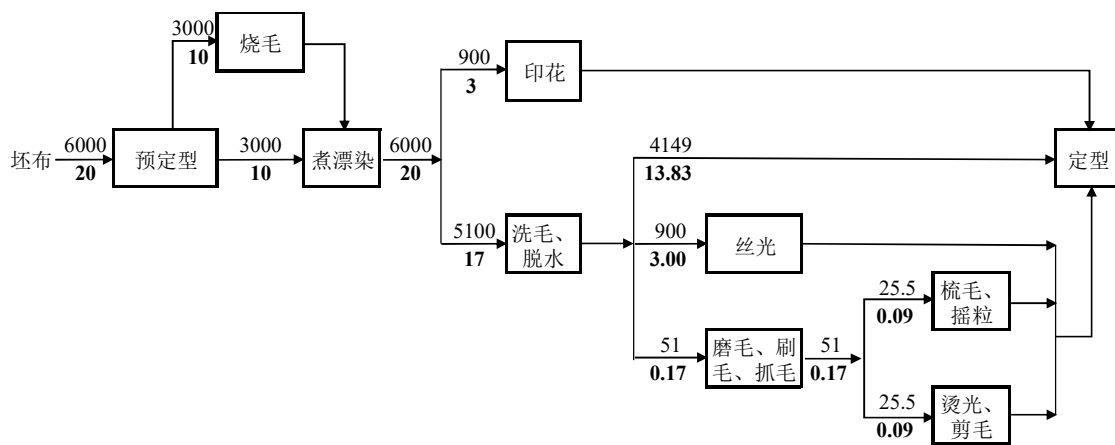 3000
10
烧毛
900
3
印花
坯布
6000
20
预定型
3000
10
煮漂染
6000
20
4149
13.83
定型
5100
17
洗毛、
脱水
900
3.00
丝光
25.5
0.09
梳毛、
摇粒
51
0.17
磨毛、刷
毛、抓毛
51
0.17
25.5
0.09
烫光、
剪毛